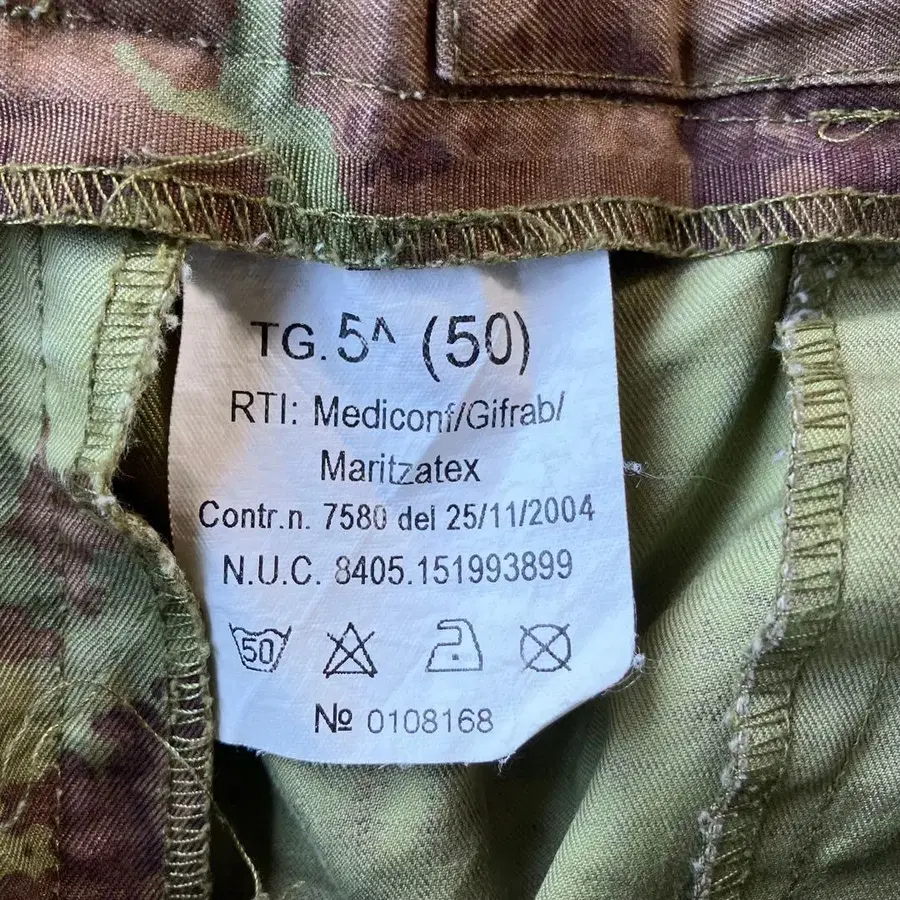 TG. 5^ (50)
RTI: Mediconf/Gifrab/
Maritzatex
Contr.n. 7580 del 25/11/2004
N.U.C. 8405.151993899
50
№ 0108168